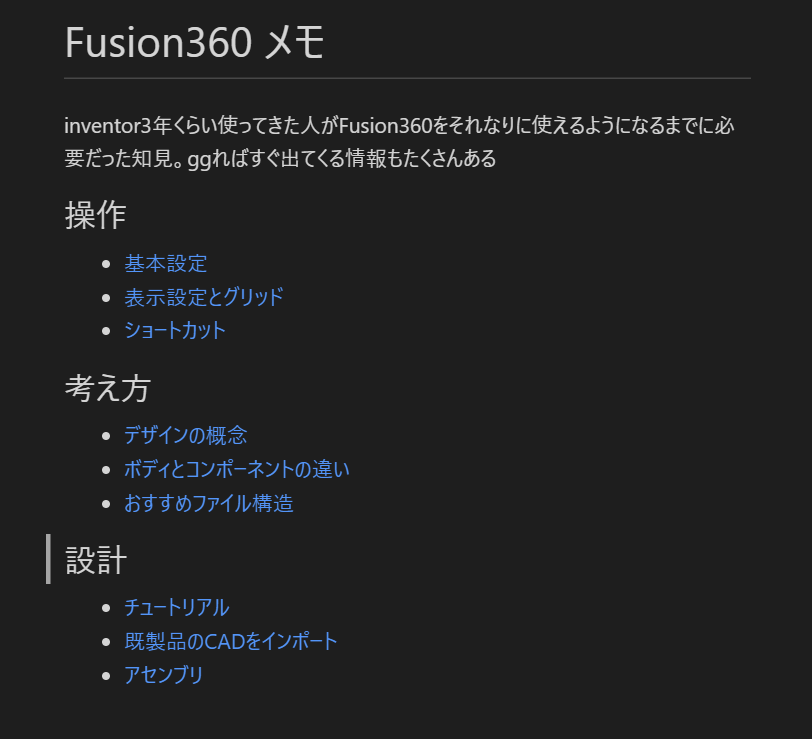 Fusion360 メモ
inventor3年くらい使ってきた人がFusion360をそれなりに使えるようになるまでに必
要だった知見。ggればすぐ出てくる情報もたくさんある
操作
基本設定
表示設定とグリッド
ショートカット
考え方
デザインの概念
ボディとコンポーネントの違い
おすすめファイル構造
設計
チュートリアル
既製品のCADをインポート
アセンブリ